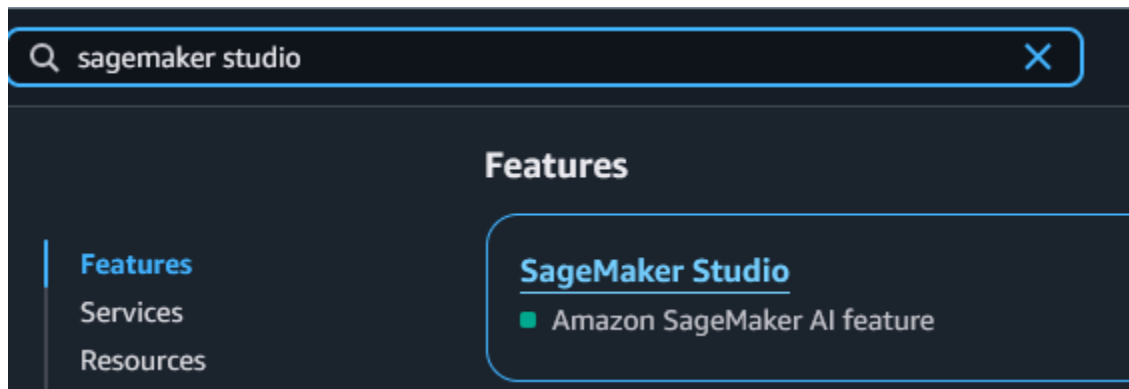 sagemaker studio
Features
Features
Services
Resources
SageMaker Studio
Amazon SageMaker AI feature